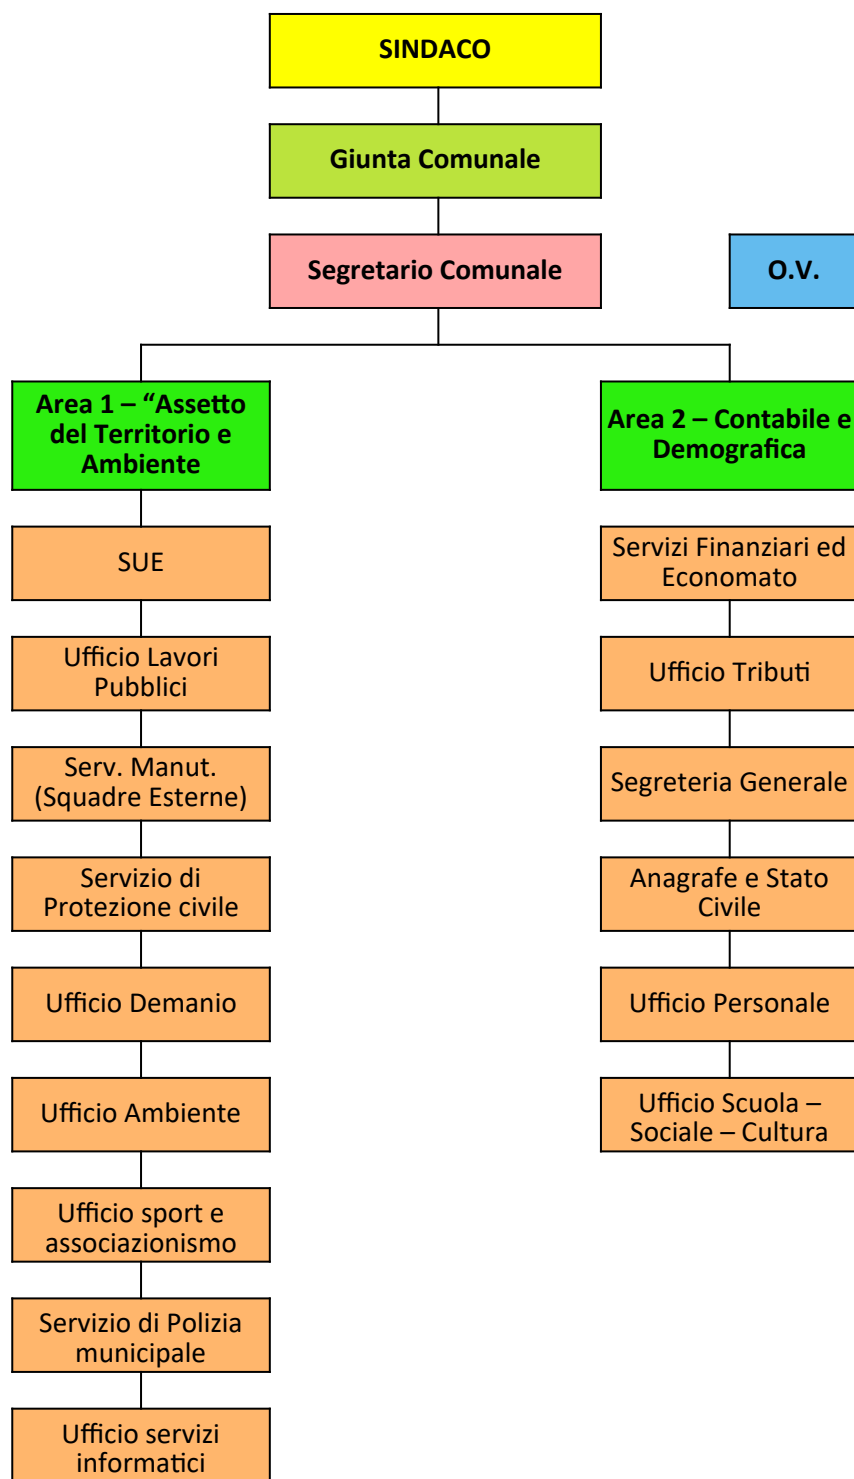 SINDACO
Giunta Comunale
Segretario Comunale
O.V.
Area 1 – “Assetto
del Territorio e
Ambiente
Area 2 – Contabile e
Demografica
SUE
Servizi Finanziari ed
Economato
Ufficio Lavori
Pubblici
Ufficio Tributi
Serv. Manut.
(Squadre Esterne)
Segreteria Generale
Servizio di
Protezione civile
Anagrafe e Stato
Civile
Ufficio Demanio
Ufficio Personale
Ufficio Ambiente
Ufficio Scuola –
Sociale – Cultura
Ufficio sport e
associazionismo
Servizio di Polizia
municipale
Ufficio servizi
informatici